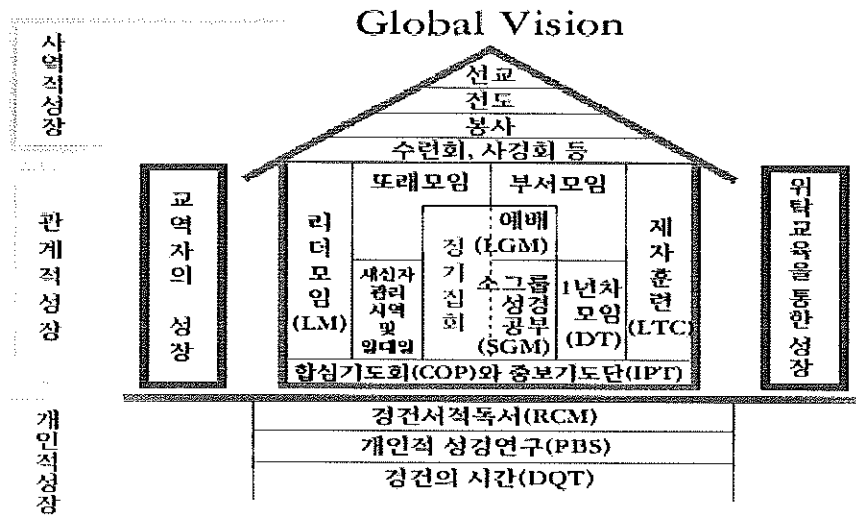 Global Vision
사역적성장
선교
전도
봉사
수련회, 사경회 등
관계적성장
교역자의 성장
리더모임(LM)
또래모임
부서모임
새신자
관리
사역
및
일대일
정기집회
예배
(LGM)
소그룹
성경
공부
(SGM)
1년차
모임
(DT)
제자훈련(LTC)
위탁교육을통한성장
합심기도회(COP)와 중보기도단(IPT)
개인적성장
경건서적독서(RCM)
개인적 성경연구(PBS)
경건의 시간(DQT)